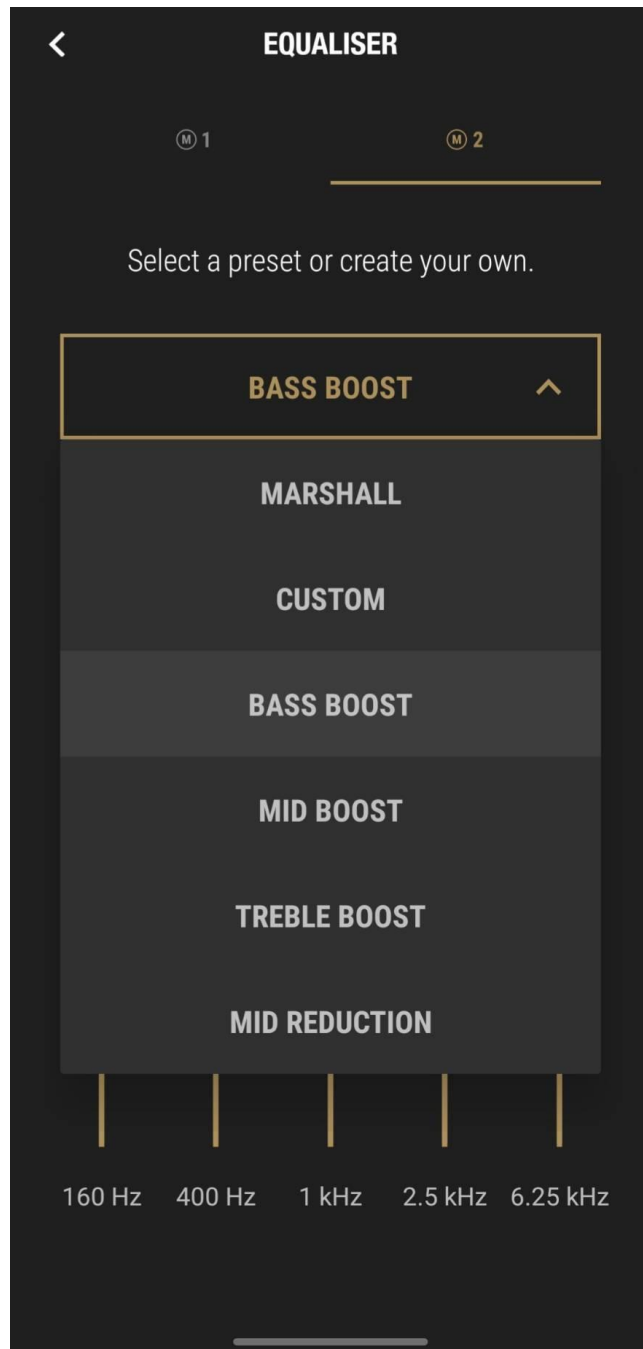 EQUALISER
Ⓜ 1 Ⓜ 2
Select a preset or create your own.
BASS BOOST
MARSHALL
CUSTOM
BASS BOOST
MID BOOST
TREBLE BOOST
MID REDUCTION
160 Hz 400 Hz 1 kHz 2.5 kHz 6.25 kHz